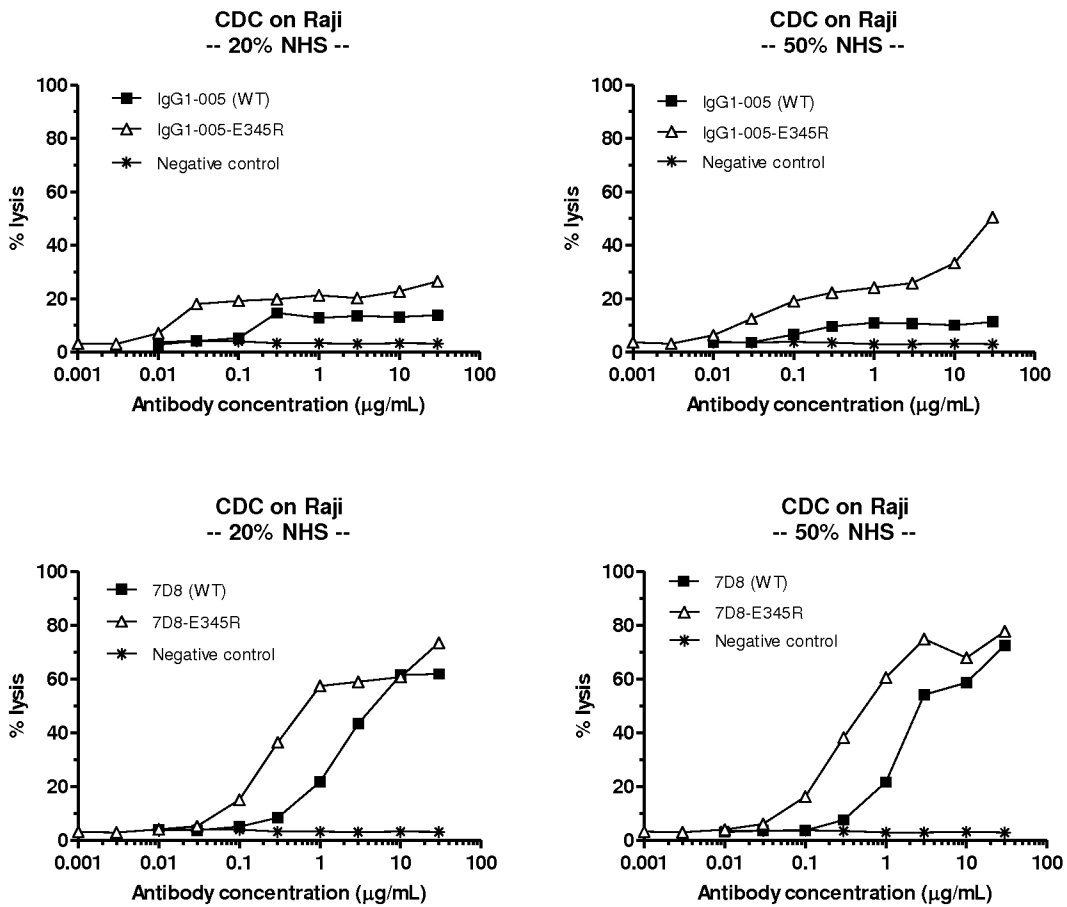 CDC on Raji
-- 20% NHS --
100
80
60
40
20
0
% lysis
IgG1-005 (WT)
IgG1-005-E345R
Negative control
0.001 0.01 0.1 1 10 100
Antibody concentration (µg/mL)
CDC on Raji
-- 50% NHS --
100
80
60
40
20
0
% lysis
IgG1-005 (WT)
IgG1-005-E345R
Negative control
0.001 0.01 0.1 1 10 100
Antibody concentration (µg/mL)
CDC on Raji
-- 20% NHS --
100
80
60
40
20
0
% lysis
7D8 (WT)
7D8-E345R
Negative control
0.001 0.01 0.1 1 10 100
Antibody concentration (µg/mL)
CDC on Raji
-- 50% NHS --
100
80
60
40
20
0
% lysis
7D8 (WT)
7D8-E345R
Negative control
0.001 0.01 0.1 1 10 100
Antibody concentration (µg/mL)